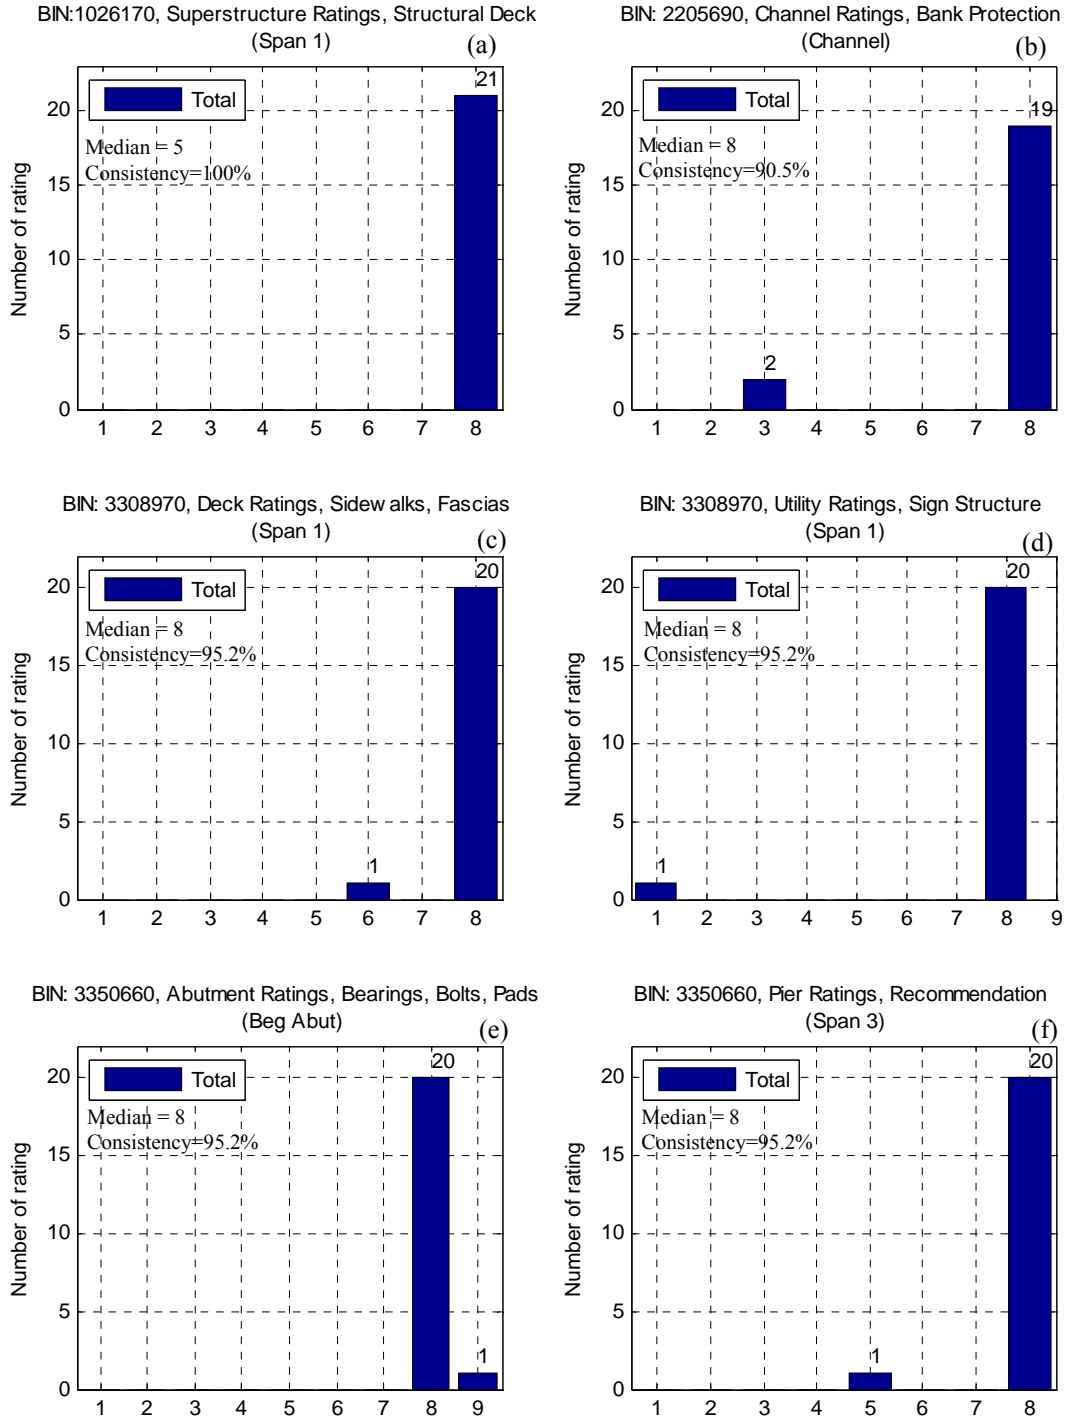 BIN:1026170, Superstructure Ratings, Structural Deck
(Span 1)
(a)
21
Total
Median = 5
Consistency=100%
Number of rating
20
15
10
5
0
1 2 3 4 5 6 7 8
BIN: 2205690, Channel Ratings, Bank Protection
(Channel)
(b)
19
Total
Median = 8
Consistency=90.5%
2
Number of rating
20
15
10
5
0
1 2 3 4 5 6 7 8
BIN: 3308970, Deck Ratings, Sidewalks, Fascias
(Span 1)
(c)
20
Total
Median = 8
Consistency=95.2%
1
Number of rating
20
15
10
5
0
1 2 3 4 5 6 7 8
BIN: 3308970, Utility Ratings, Sign Structure
(Span 1)
(d)
20
Total
Median = 8
Consistency=95.2%
1
Number of rating
20
15
10
5
0
1 2 3 4 5 6 7 8 9
BIN: 3350660, Abutment Ratings, Bearings, Bolts, Pads
(Beg Abut)
(e)
20
Total
Median = 8
Consistency=95.2%
1
Number of rating
20
15
10
5
0
1 2 3 4 5 6 7 8 9
BIN: 3350660, Pier Ratings, Recommendation
(Span 3)
(f)
20
Total
Median = 8
Consistency=95.2%
1
Number of rating
20
15
10
5
0
1 2 3 4 5 6 7 8